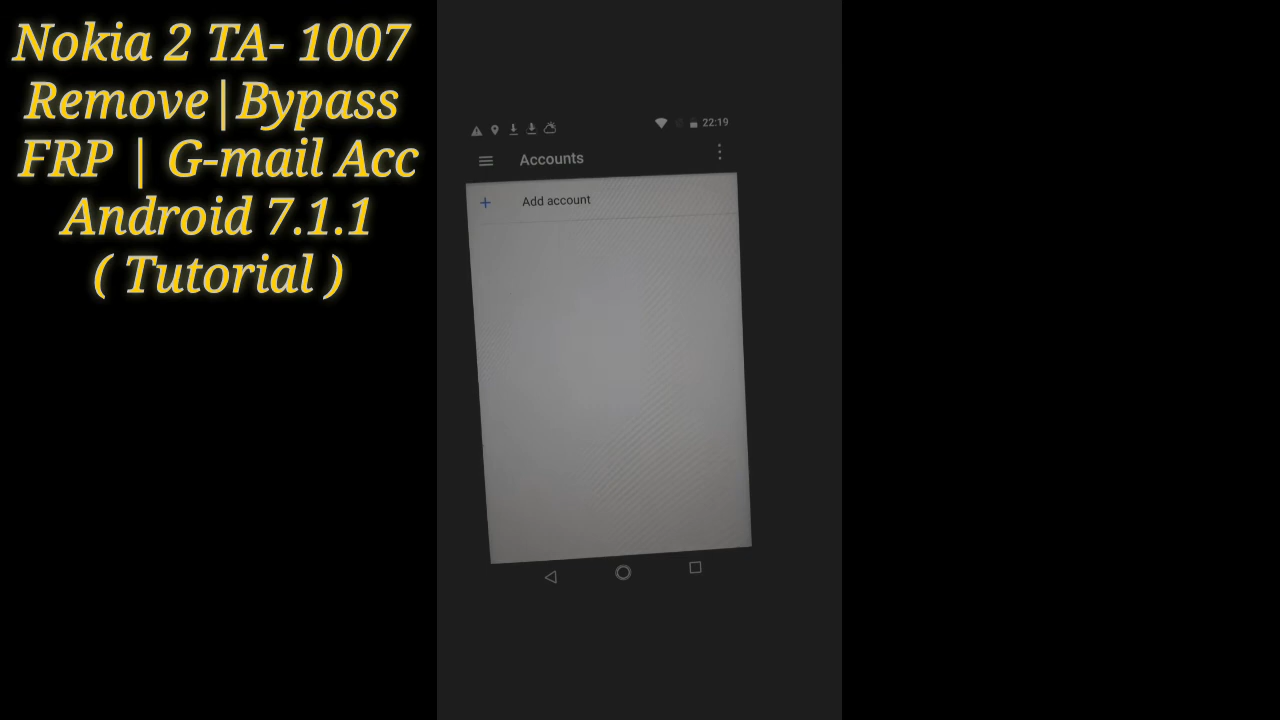 Nokia 2 TA- 1007
Remove|Bypass
FRP | G-mail Acc
Android 7.1.1
( Tutorial )
22:19
Accounts
+ Add account